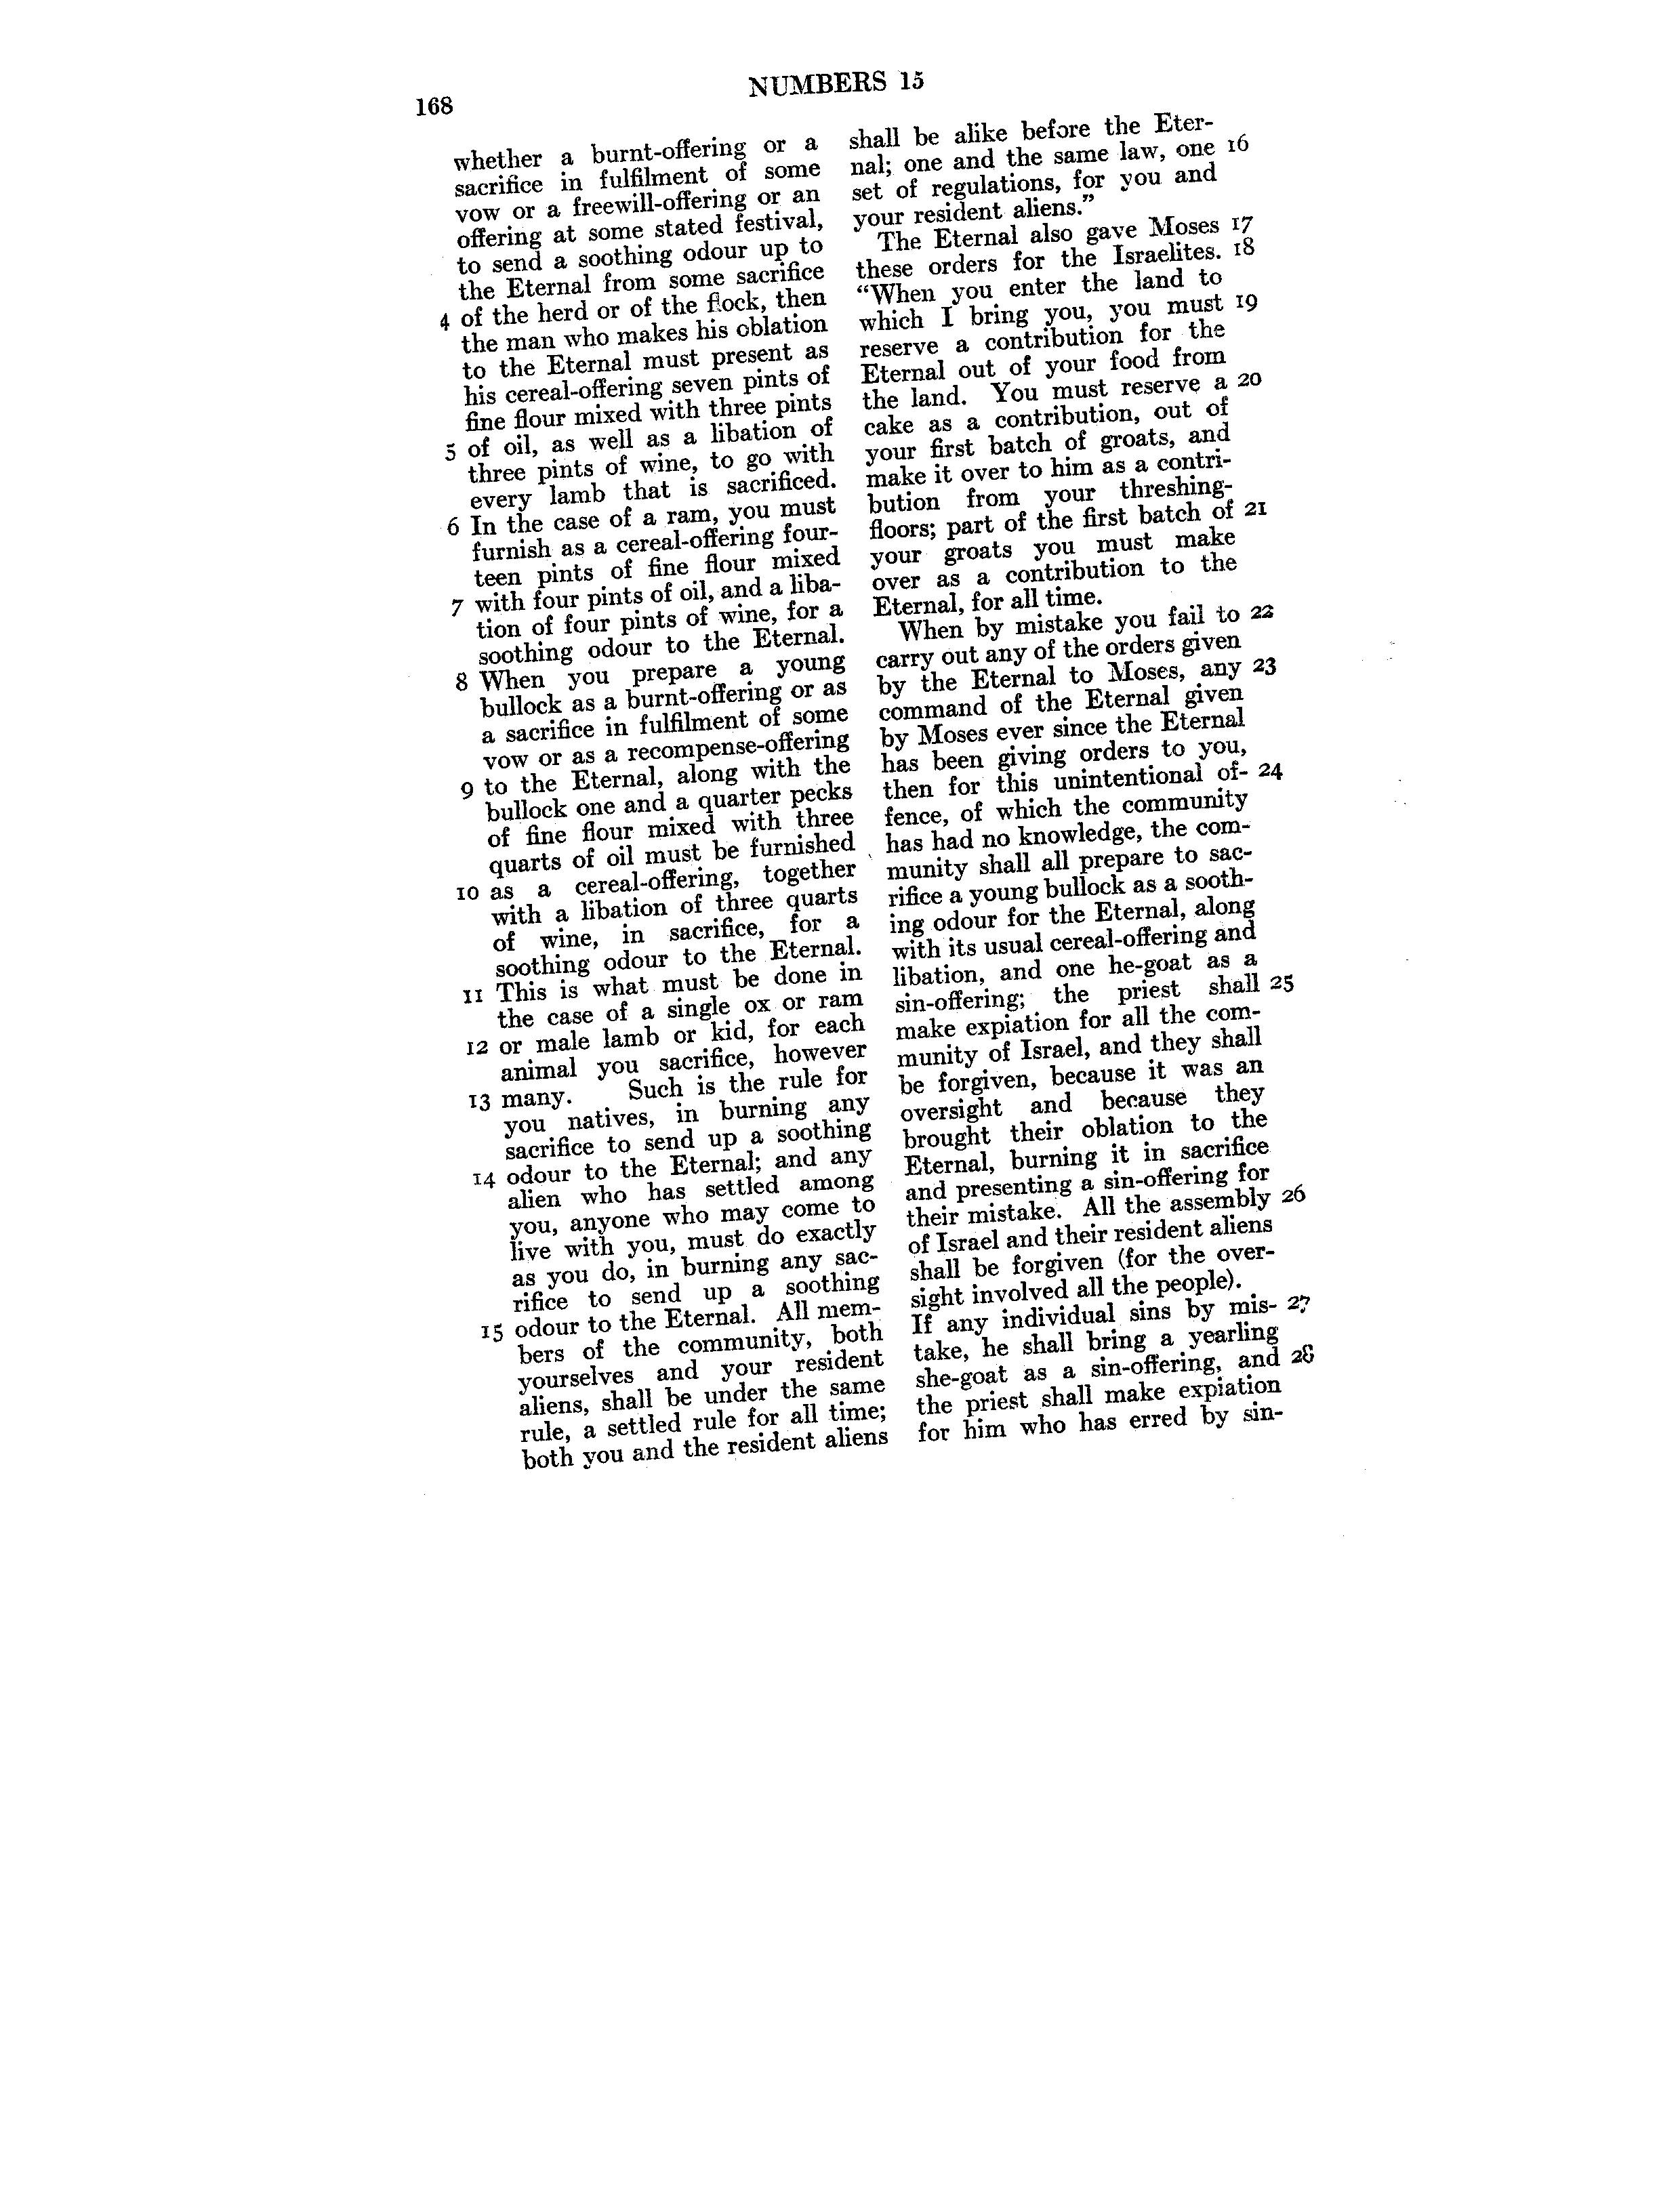 168
NUMBERS 15
whether a burnt-offering or a
sacrifice in fulfilment of some
vow or a freewill-offering or an
offering at some stated festival,
to send a soothing odour up to
the Eternal from some sacrifice
4 of the herd or of the flock, then
the man who makes his oblation
to the Eternal must present as
his cereal-offering seven pints of
fine flour mixed with three pints
5 of oil, as well as a libation of
three pints of wine, to go with
every lamb that is sacrificed.
6 In the case of a ram, you must
furnish as a cereal-offering four-
teen pints of fine flour mixed
7 with four pints of oil, and a liba-
tion of four pints of wine, for a
soothing odour to the Eternal.
8 When you prepare a young
bullock as a burnt-offering or as
a sacrifice in fulfilment of some
vow or as a recompense-offering
9 to the Eternal, along with the
bullock one and a quarter pecks
of fine flour mixed with three
quarts of oil must be furnished
10 as a cereal-offering, together
with a libation of three quarts
of wine, in sacrifice, for a
soothing odour to the Eternal.
11 This is what must be done in
the case of a single ox or ram
12 or male lamb or kid, for each
animal you sacrifice, however
13 many. Such is the rule for
you natives, in burning any
sacrifice to send up a soothing
14 odour to the Eternal; and any
alien who has settled among
you, anyone who may come to
live with you, must do exactly
as you do, in burning any sac-
rifice to send up a soothing
15 odour to the Eternal. All mem-
bers of the community, both
yourselves and your resident
aliens, shall be under the same
rule, a settled rule for all time;
both you and the resident aliens
shall be alike before the Eter-
nal; one and the same law, one 16
set of regulations, for you and
your resident aliens.”
The Eternal also gave Moses 17
these orders for the Israelites. 18
“When you enter the land to
which I bring you, you must 19
reserve a contribution for the
Eternal out of your food from
the land. You must reserve a 20
cake as a contribution, out of
your first batch of groats, and
make it over to him as a contri-
bution from your threshing-
floors; part of the first batch of 21
your groats you must make
over as a contribution to the
Eternal, for all time.
When by mistake you fail to 22
carry out any of the orders given
by the Eternal to Moses, any 23
command of the Eternal given
by Moses ever since the Eternal
has been giving orders to you,
then for this unintentional of- 24
fence, of which the community
has had no knowledge, the com-
munity shall all prepare to sac-
rifice a young bullock as a sooth-
ing odour for the Eternal, along
with its usual cereal-offering and
libation, and one he-goat as a
sin-offering; the priest shall 25
make expiation for all the com-
munity of Israel, and they shall
be forgiven, because it was an
oversight and because they
brought their oblation to the
Eternal, burning it in sacrifice
and presenting a sin-offering for
their mistake. All the assembly 26
of Israel and their resident aliens
shall be forgiven (for the over-
sight involved all the people).
If any individual sins by mis- 27
take, he shall bring a yearling
she-goat as a sin-offering, and 28
the priest shall make expiation
for him who has erred by sin-